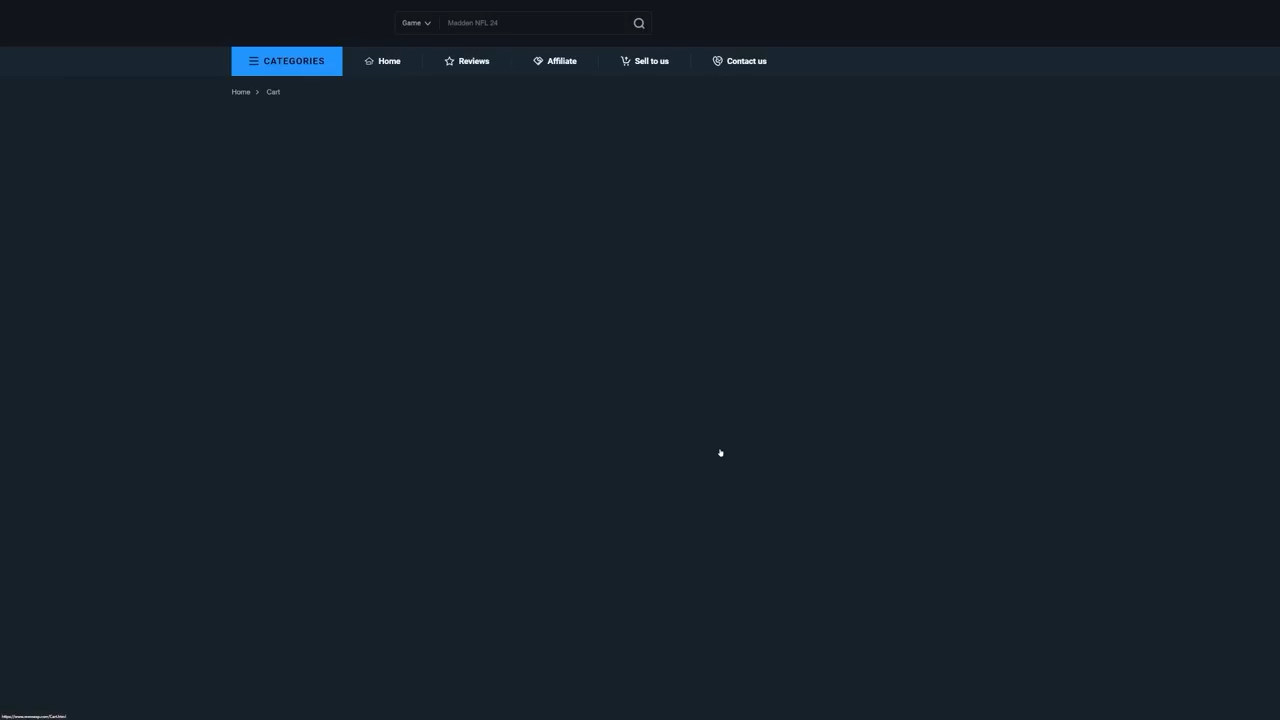 Game
Madden NFL 24
CATEGORIES
Home
Reviews
Affiliate
Sell to us
Contact us
Home > Cart